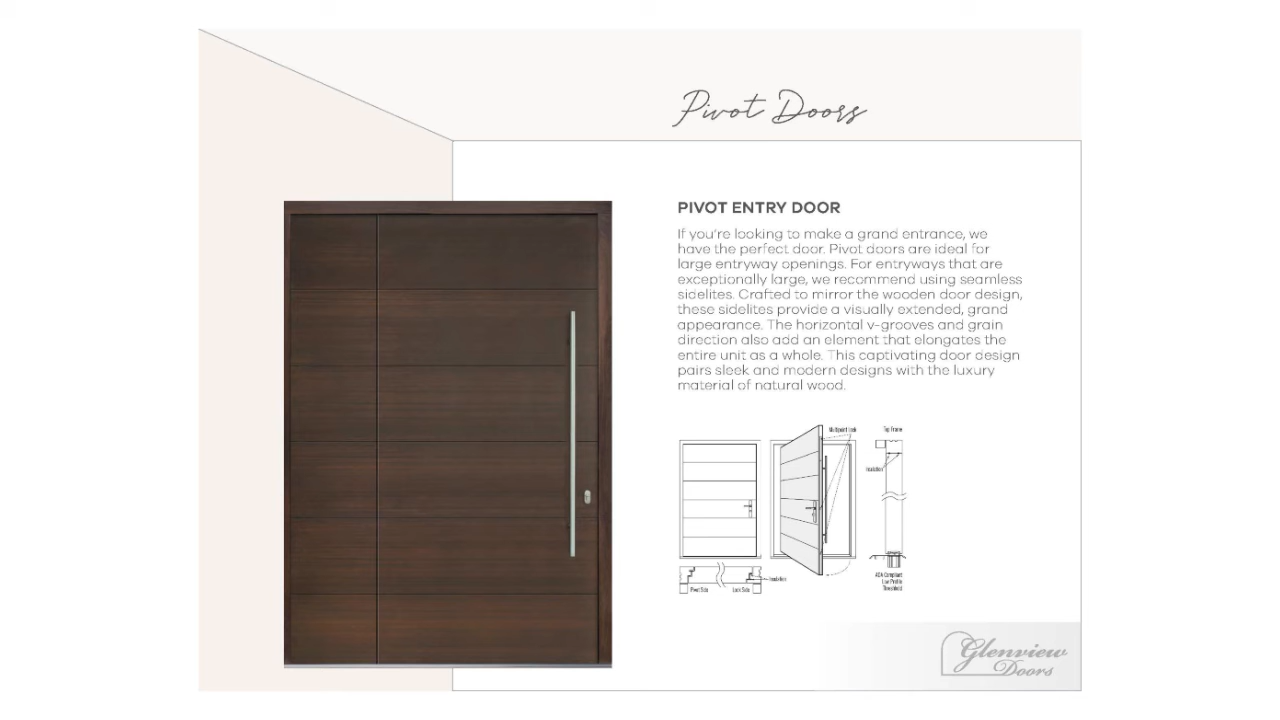 Pivot Doors
PIVOT ENTRY DOOR
If you're looking to make a grand entrance, we
have the perfect door. Pivot doors are ideal for
large entryway openings. For entryways that are
exceptionally large, we recommend using seamless
sidelites. Crafted to mirror the wooden door design,
these sidelites provide a visually extended, grand
appearance. The horizontal v-grooves and grain
direction also add an element that elongates the
entire unit as a whole. This captivating door design
pairs sleek and modern designs with the luxury
material of natural wood.
Multipoint Lock
Top Frame
Insulation
Insulation
Pivot Side
Lock Side
ADA Compliant
Low Profile
Threshold
Glenview
Doors